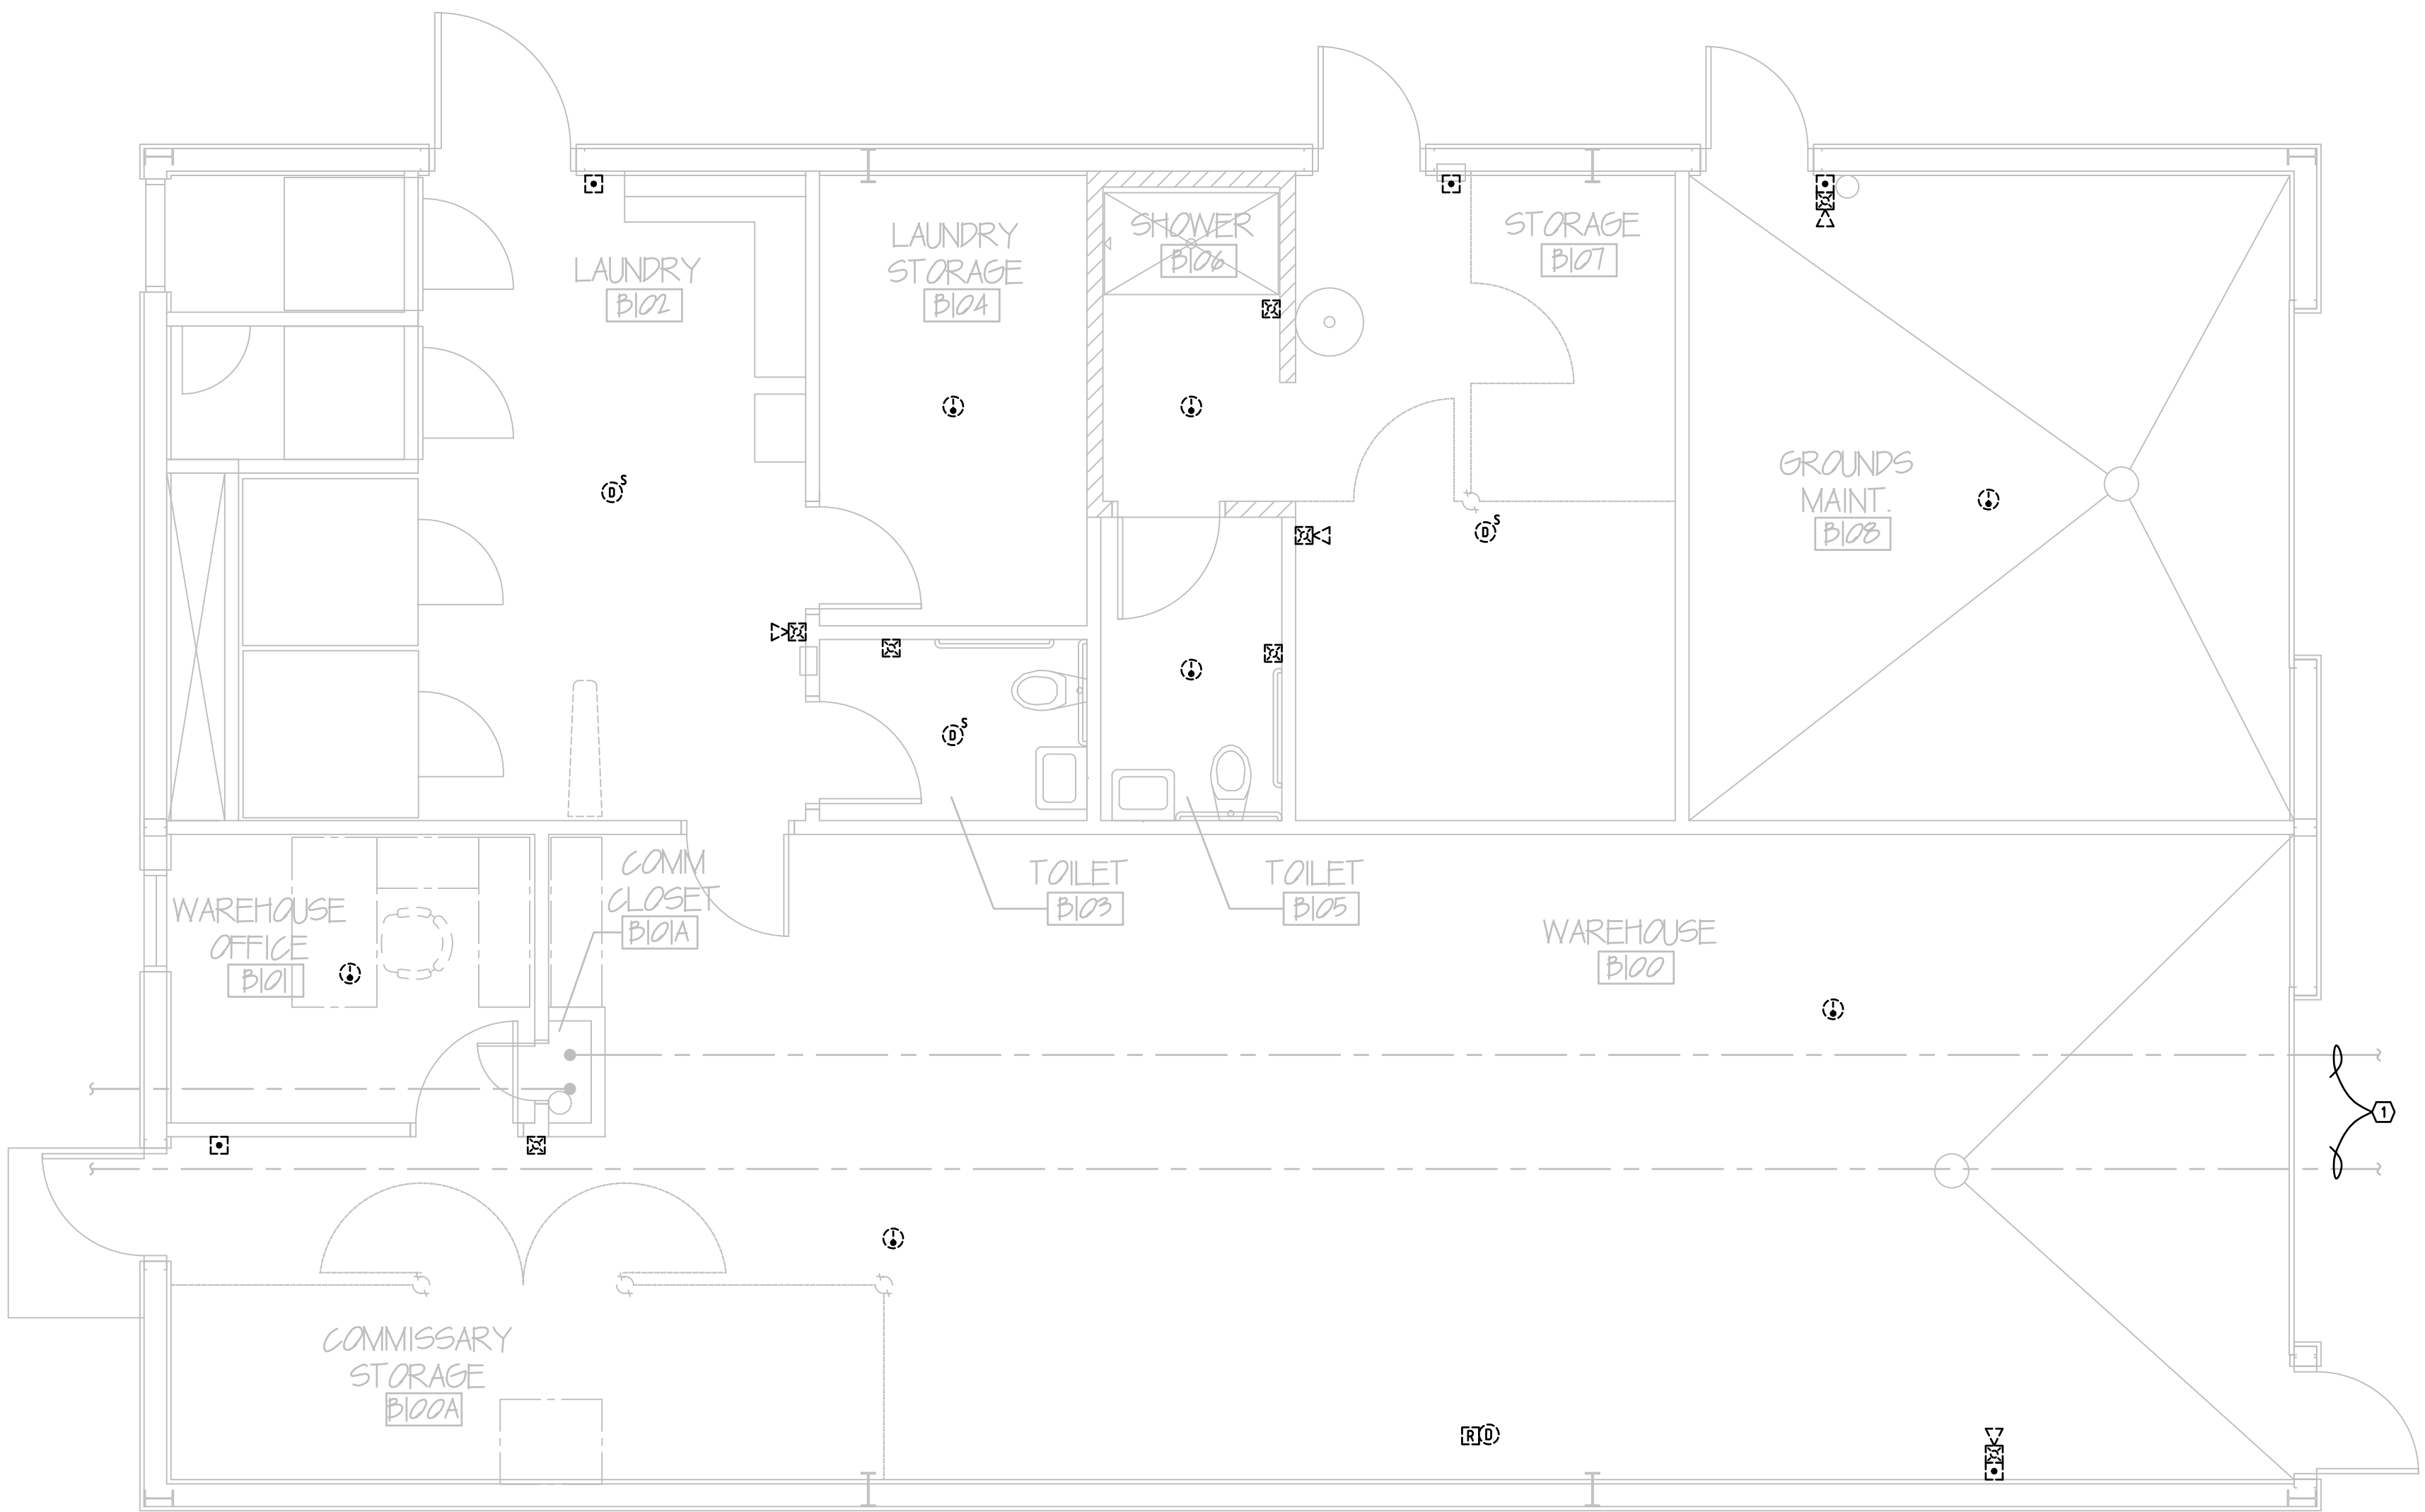 LAUNDRY
B102
LAUNDRY
STORAGE
B104
SHOWER
B106
STORAGE
B107
GROUNDS
MAINT.
B108
D S
D S
D S
WAREHOUSE
OFFICE
B101
COMM
CLOSET
B101A
TOILET
B103
TOILET
B105
WAREHOUSE
B100
1
COMMISSARY
STORAGE
B100A
R D